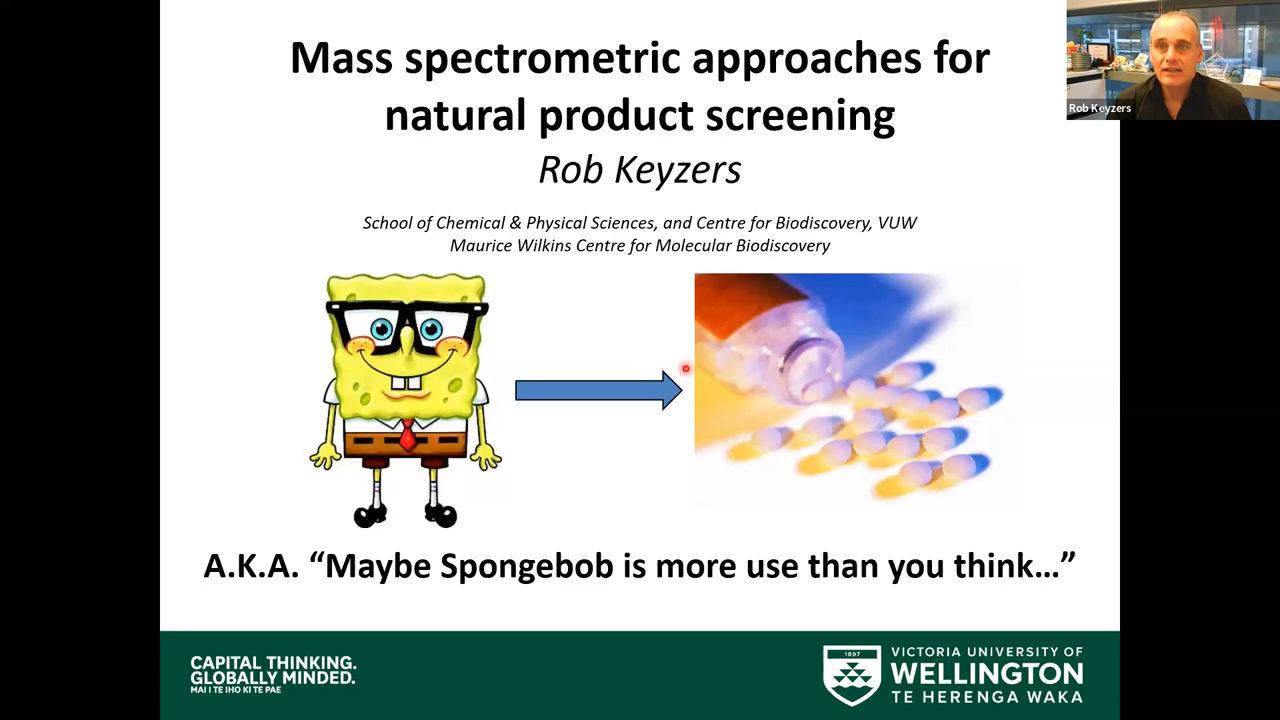 Mass spectrometric approaches for
natural product screening
Rob Keyzers
School of Chemical & Physical Sciences, and Centre for Biodiscovery, VUW
Maurice Wilkins Centre for Molecular Biodiscovery
Rob Keyzers
A.K.A. “Maybe Spongebob is more use than you think…”
CAPITAL THINKING.
GLOBALLY MINDED.
MAI I TE IHO KI TE PAE
1897
VICTORIA UNIVERSITY OF
WELLINGTON
TE HERENGA WAKA